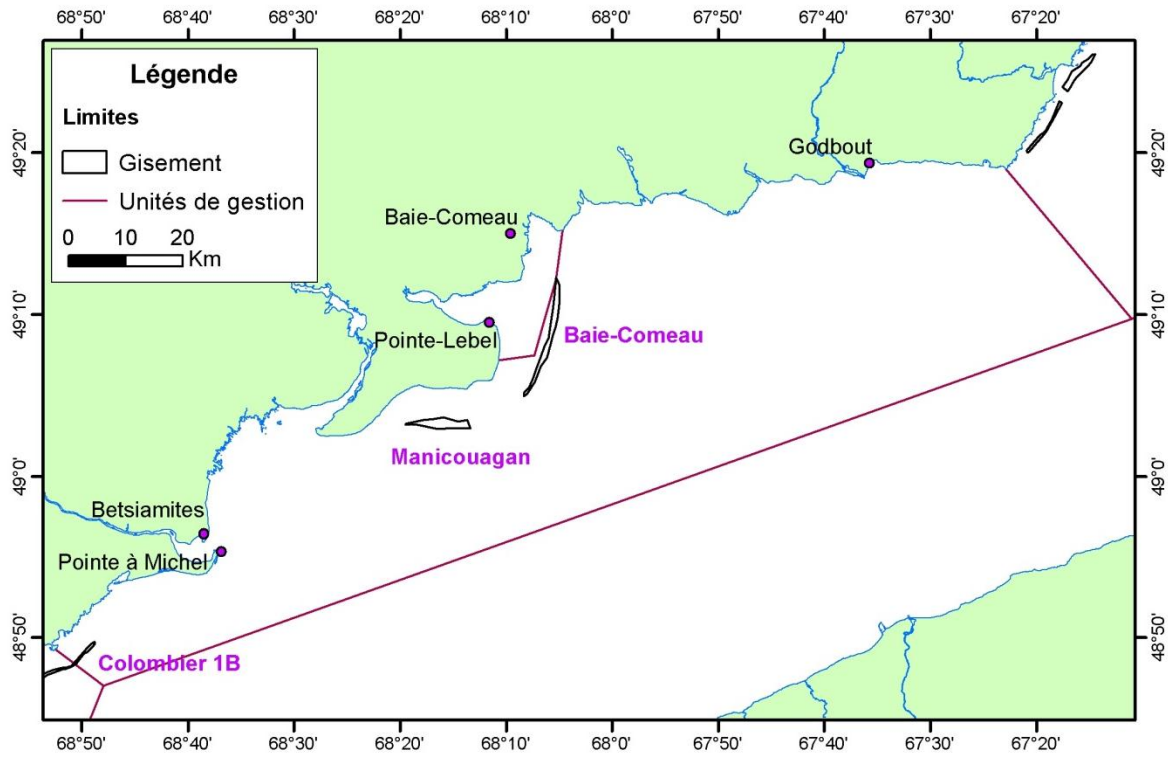 68°50' 68°40' 68°30' 68°20' 68°10' 68°0' 67°50' 67°40' 67°30' 67°20'
Légende
Limites
Gisement
Unités de gestion
0 10 20
Km
49°20'
49°20'
Godbout
Baie-Comeau
49°10'
49°10'
Pointe-Lebel
Baie-Comeau
Manicouagan
49°0'
49°0'
Betsiamites
Pointe à Michel
48°50'
48°50'
Colombier 1B
68°50' 68°40' 68°30' 68°20' 68°10' 68°0' 67°50' 67°40' 67°30' 67°20'